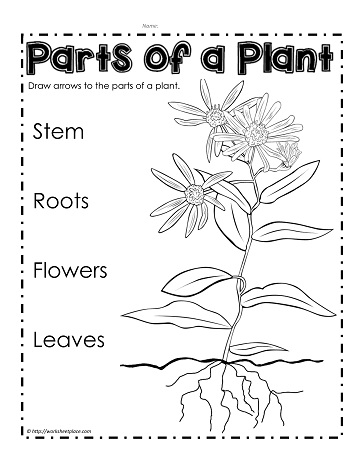 Name:
Parts of a Plant
Draw arrows to the parts of a plant.
Stem
Roots
Flowers
Leaves
© http://worksheetplace.com